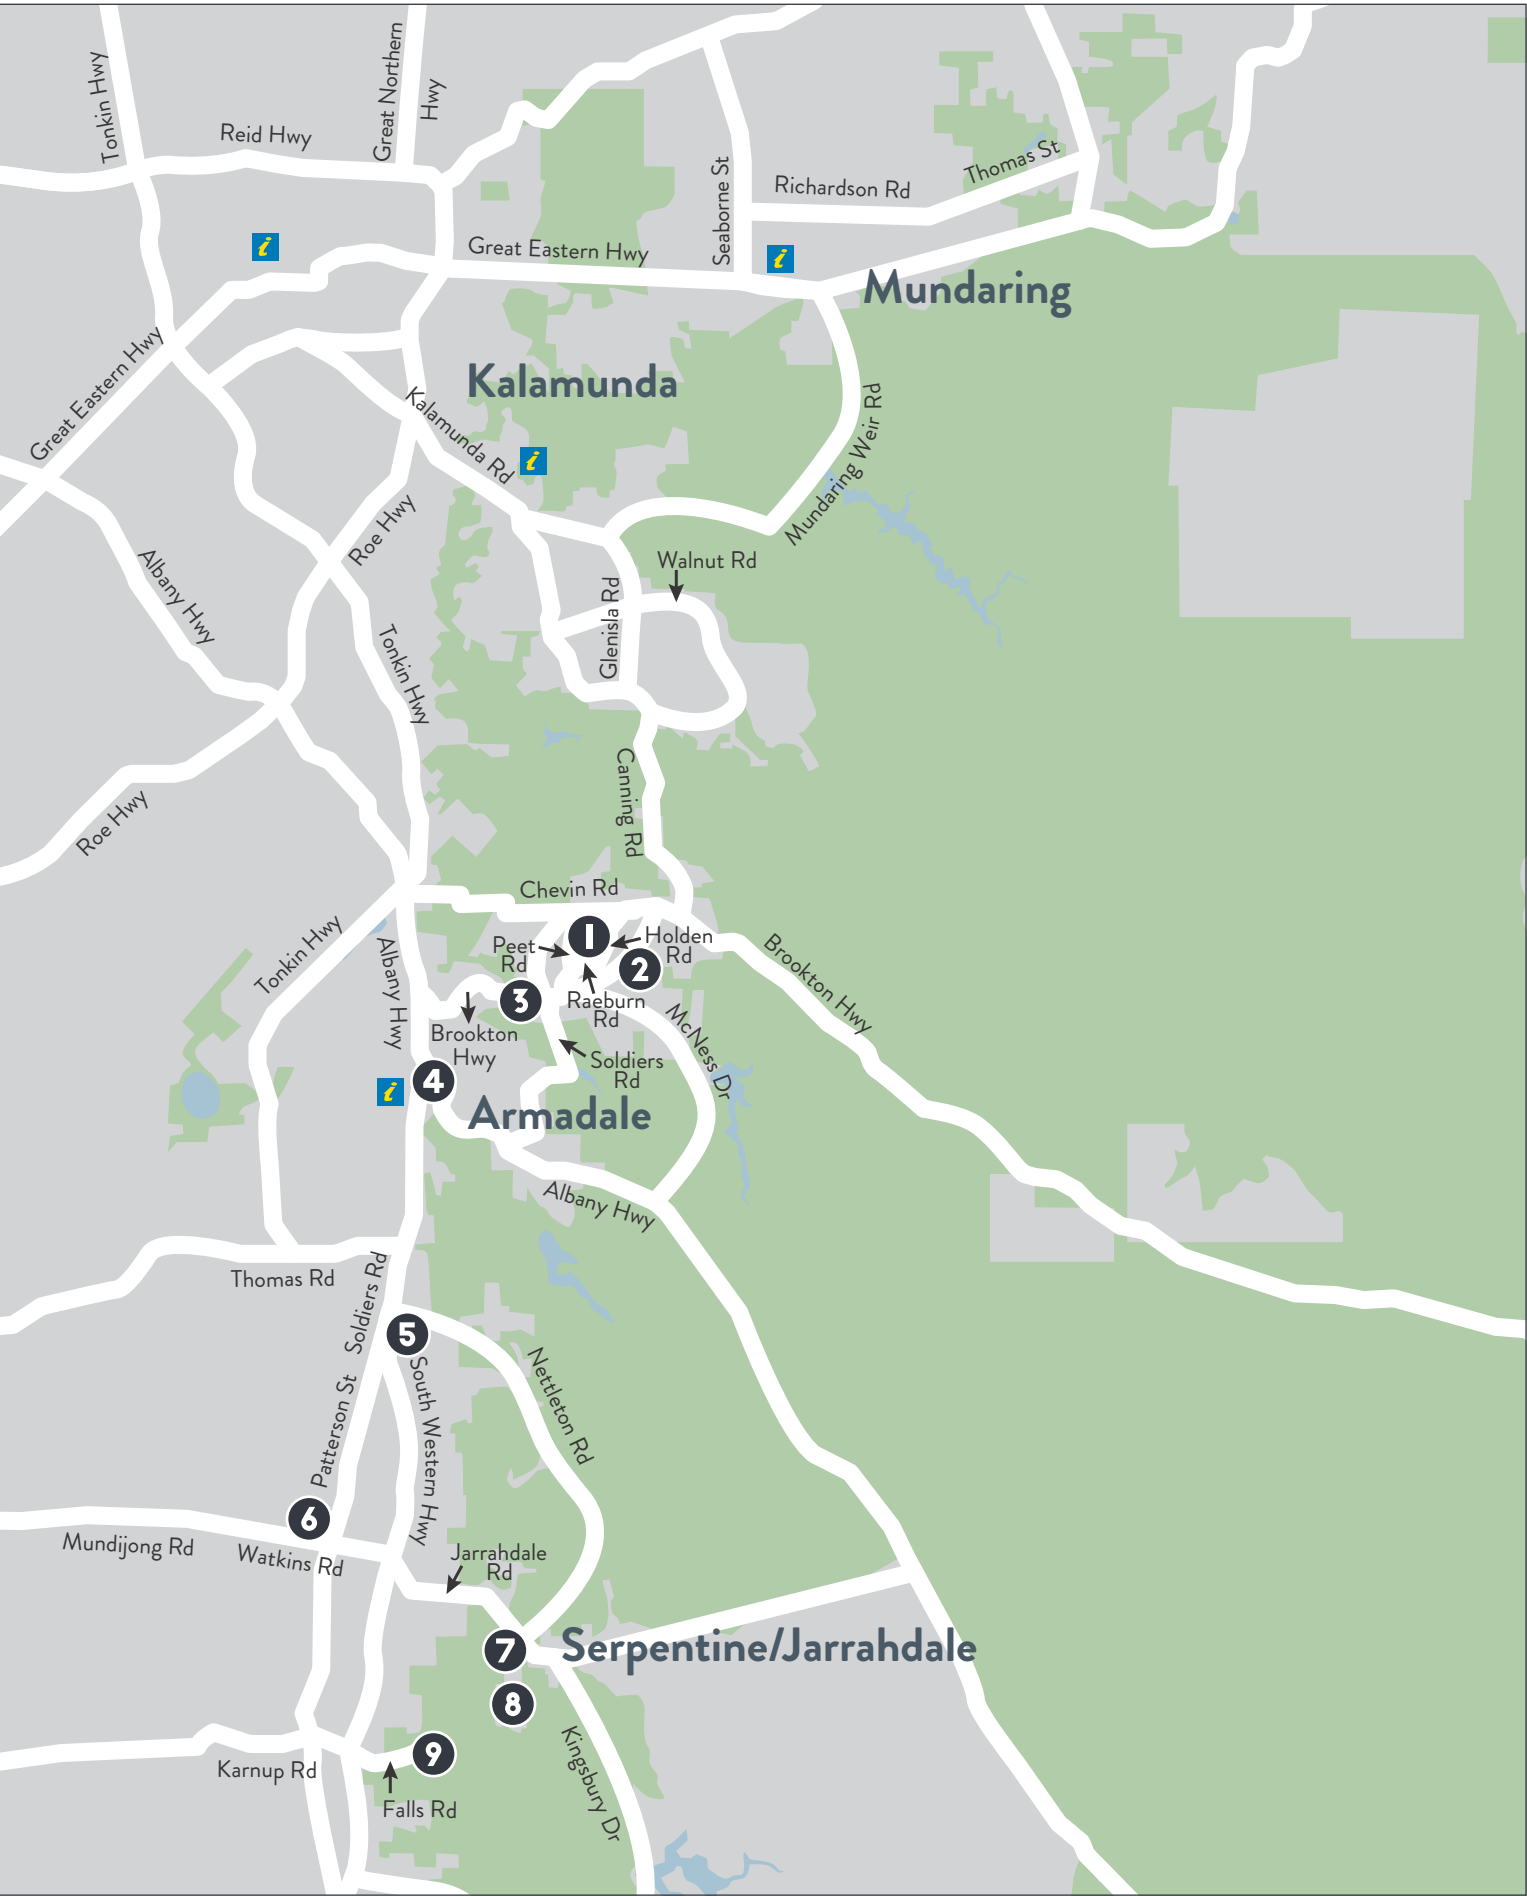 Tonkin Hwy
Great Northern
Hwy
Reid Hwy
Seaborne St
Richardson Rd
Thomas St
i
Great Eastern Hwy
i
Mundaring
Great Eastern Hwy
Kalamunda
Kalamunda Rd
i
Mundaring Weir Rd
Roe Hwy
Albany Hwy
Walnut Rd
Glenisla Rd
Tonkin Hwy
Canning Rd
Roe Hwy
Chevin Rd
Tonkin Hwy
Albany Hwy
Peet
Rd
1
Holden
Rd
2
Brookton Hwy
3
Raeburn
Rd
McNess Dr
Brookton
Hwy
Soldiers
Rd
i
4
Armadale
Albany Hwy
Thomas Rd
Soldiers Rd
5
South Western Hwy
Nettleton Rd
Patterson St
6
Mundijong Rd
Watkins Rd
Jarrahdale
Rd
7
Serpentine/Jarrahdale
8
Kingsbury Dr
9
Karnup Rd
Falls Rd